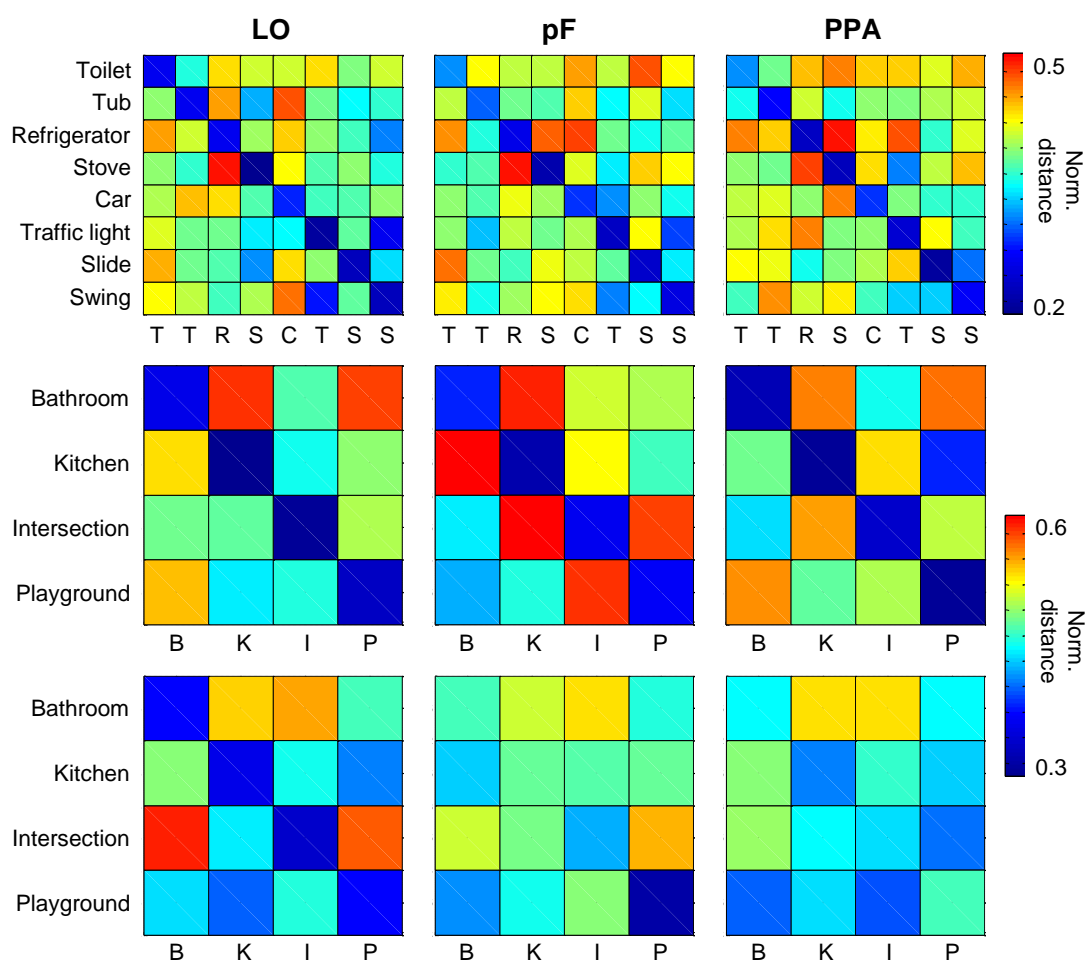 LO pF PPA
Toilet
Tub
Refrigerator
Stove
Car
Traffic light
Slide
Swing
T T R S C T S S
T T R S C T S S
T T R S C T S S
0.5
Norm.
distance
0.2
Bathroom
Kitchen
Intersection
Playground
B K I P
B K I P
B K I P
0.6
Norm.
distance
0.3
Bathroom
Kitchen
Intersection
Playground
B K I P
B K I P
B K I P